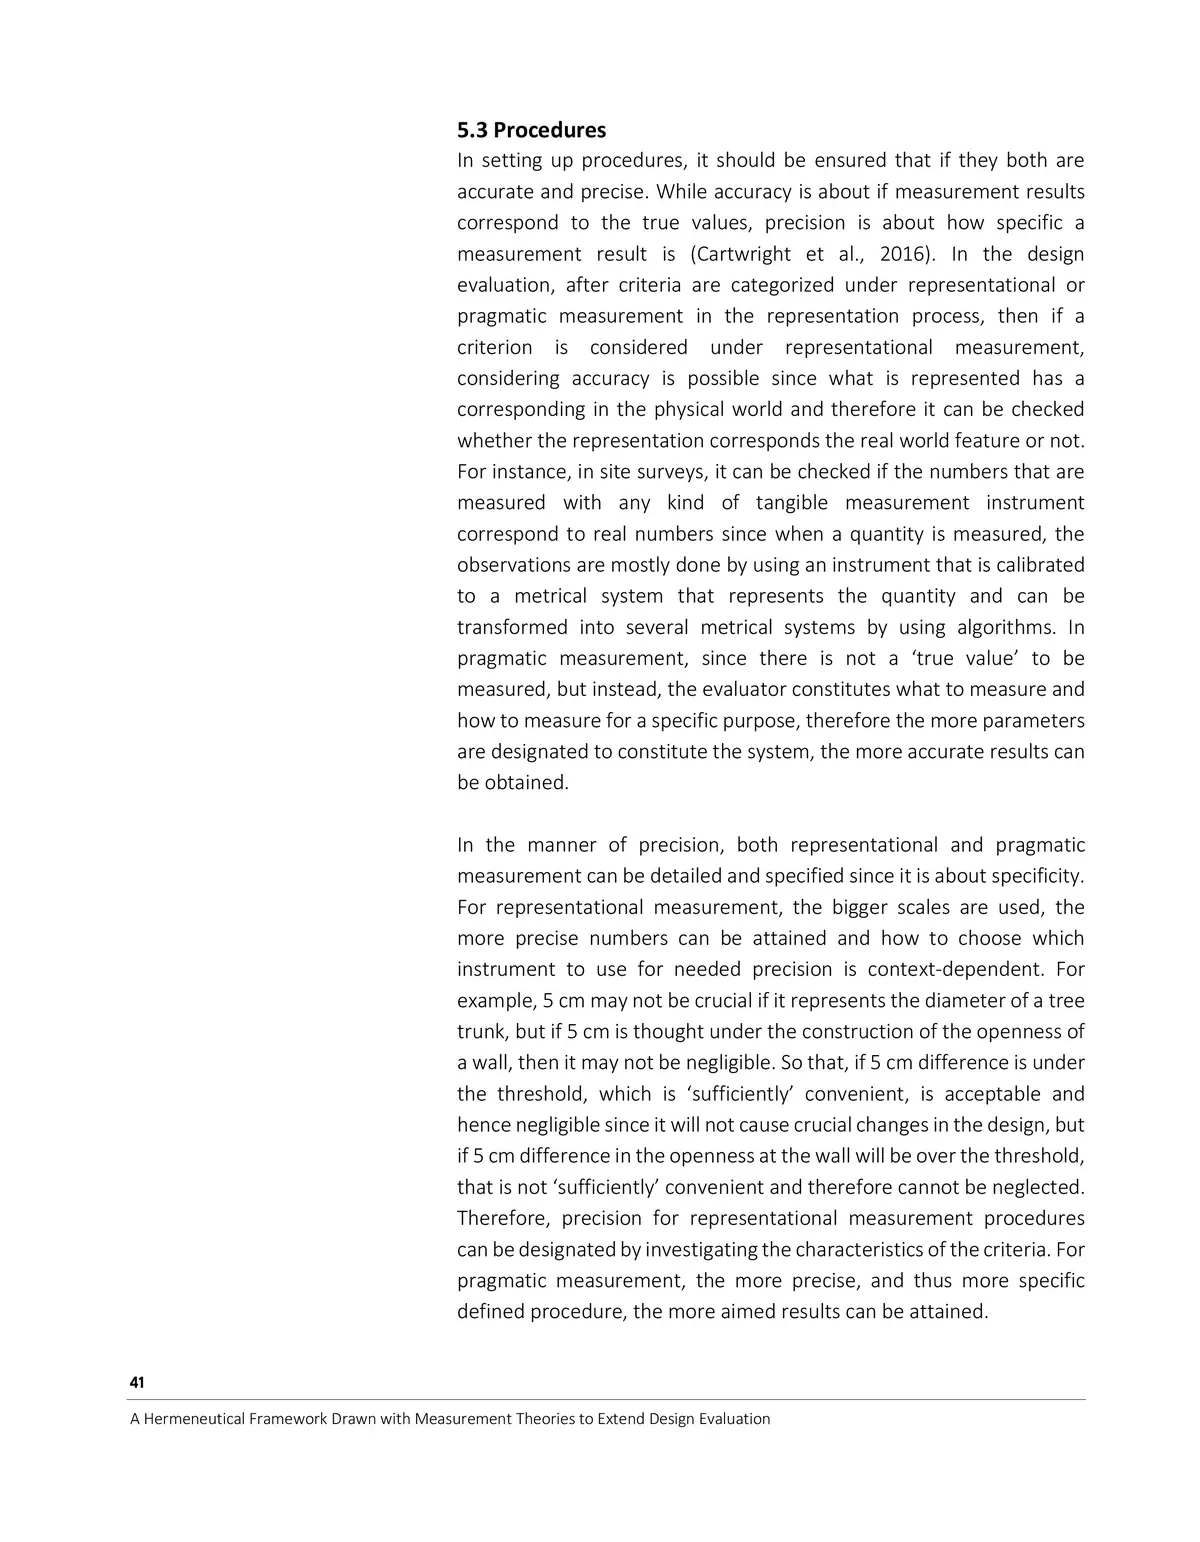 5.3 Procedures
In setting up procedures, it should be ensured that if they both are
accurate and precise. While accuracy is about if measurement results
correspond to the true values, precision is about how specific a
measurement result is (Cartwright et al., 2016). In the design
evaluation, after criteria are categorized under representational or
pragmatic measurement in the representation process, then if a
criterion is considered under representational measurement,
considering accuracy is possible since what is represented has a
corresponding in the physical world and therefore it can be checked
whether the representation corresponds the real world feature or not.
For instance, in site surveys, it can be checked if the numbers that are
measured with any kind of tangible measurement instrument
correspond to real numbers since when a quantity is measured, the
observations are mostly done by using an instrument that is calibrated
to a metrical system that represents the quantity and can be
transformed into several metrical systems by using algorithms. In
pragmatic measurement, since there is not a ‘true value’ to be
measured, but instead, the evaluator constitutes what to measure and
how to measure for a specific purpose, therefore the more parameters
are designated to constitute the system, the more accurate results can
be obtained.
In the manner of precision, both representational and pragmatic
measurement can be detailed and specified since it is about specificity.
For representational measurement, the bigger scales are used, the
more precise numbers can be attained and how to choose which
instrument to use for needed precision is context-dependent. For
example, 5 cm may not be crucial if it represents the diameter of a tree
trunk, but if 5 cm is thought under the construction of the openness of
a wall, then it may not be negligible. So that, if 5 cm difference is under
the threshold, which is ‘sufficiently’ convenient, is acceptable and
hence negligible since it will not cause crucial changes in the design, but
if 5 cm difference in the openness at the wall will be over the threshold,
that is not ‘sufficiently’ convenient and therefore cannot be neglected.
Therefore, precision for representational measurement procedures
can be designated by investigating the characteristics of the criteria. For
pragmatic measurement, the more precise, and thus more specific
defined procedure, the more aimed results can be attained.
41
A Hermeneutical Framework Drawn with Measurement Theories to Extend Design Evaluation